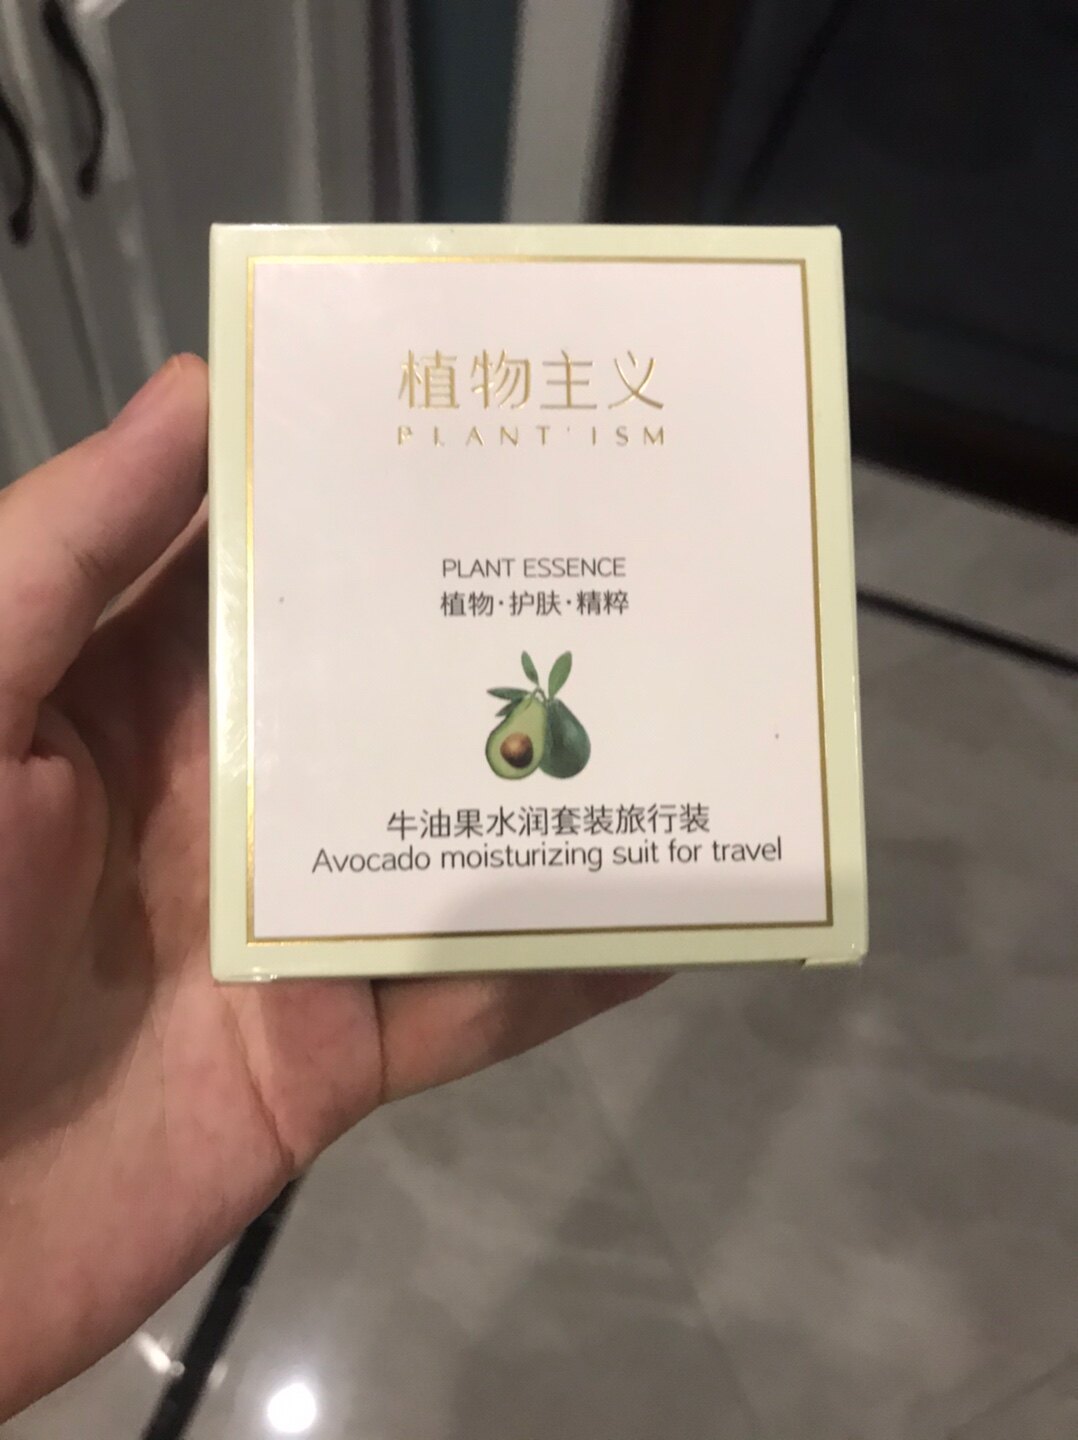 植物主义
PLANT'ISM
PLANT ESSENCE
植物·护肤·精粹
牛油果水润套装旅行装
Avocado moisturizing suit for travel